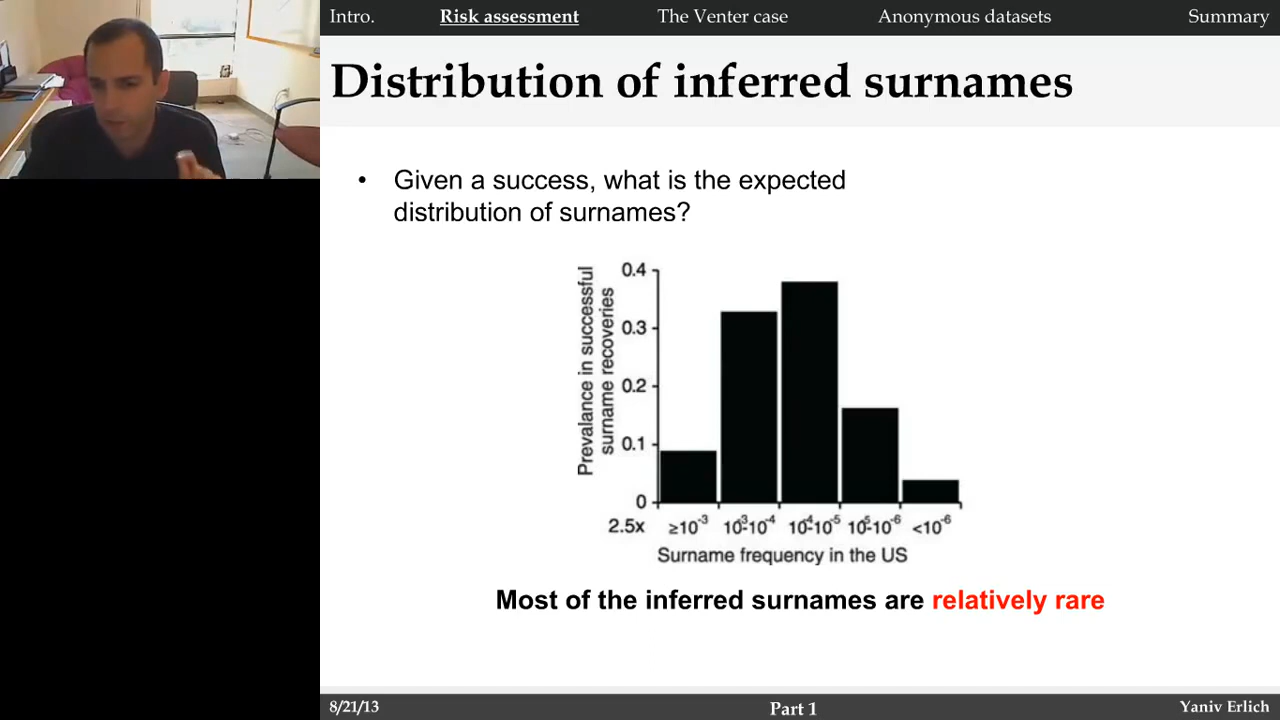 Intro. Risk assessment The Venter case Anonymous datasets Summary
Distribution of inferred surnames
• Given a success, what is the expected
distribution of surnames?
Prevalance in successful
surname recoveries
0.4
0.3
0.2
0.1
0
2.5x ≥10⁻³ 10⁻³-10⁻⁴ 10⁻⁴-10⁻⁵ 10⁻⁵-10⁻⁶ <10⁻⁶
Surname frequency in the US
Most of the inferred surnames are relatively rare
8/21/13 Part 1 Yaniv Erlich